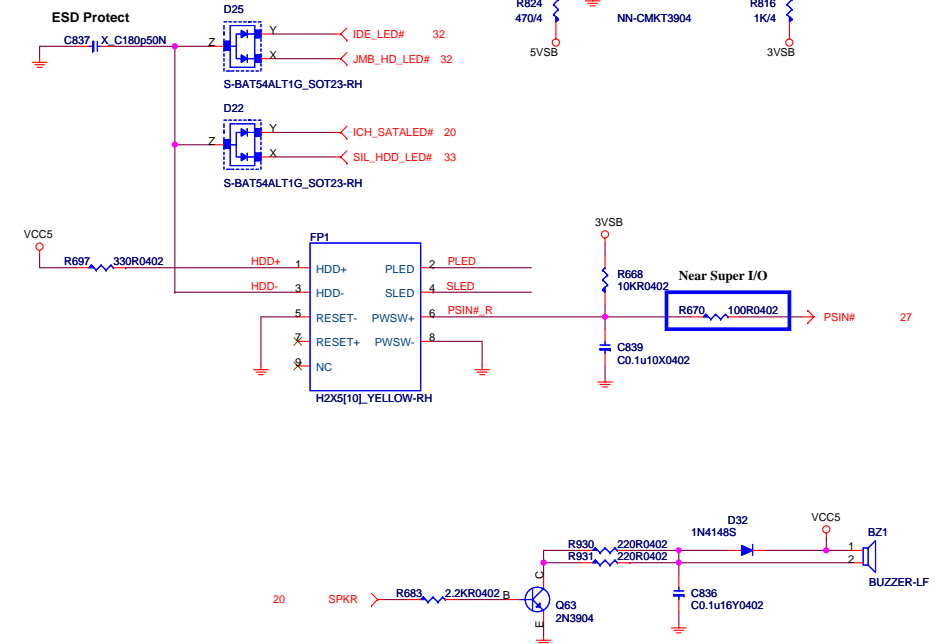 D25
ESD Protect
R824
470/4
NN-CMKT3904
R816
1K/4
C837
X_C180p50N
Z
Y
IDE_LED#
32
X
JMB_HD_LED#
32
5VSB
3VSB
S-BAT54ALT1G_SOT23-RH
D22
Z
Y
ICH_SATALED#
20
X
SIL_HDD_LED#
33
S-BAT54ALT1G_SOT23-RH
VCC5
R697
330R0402
HDD+
HDD-
FP1
1
HDD+
3
HDD-
5
RESET-
7
RESET+
9
NC
PLED
2
PLED
SLED
4
SLED
PWSW+
6
PSIN#_R
PWSW-
8
H2X5[10]_YELLOW-RH
3VSB
R668
10KR0402
Near Super I/O
R670
100R0402
PSIN#
27
C839
C0.1u10X0402
D32
1N4148S
VCC5
BZ1
R930
220R0402
R931
220R0402
1
2
BUZZER-LF
20
SPKR
R683
2.2KR0402
B
C
E
Q63
2N3904
C836
C0.1u16Y0402